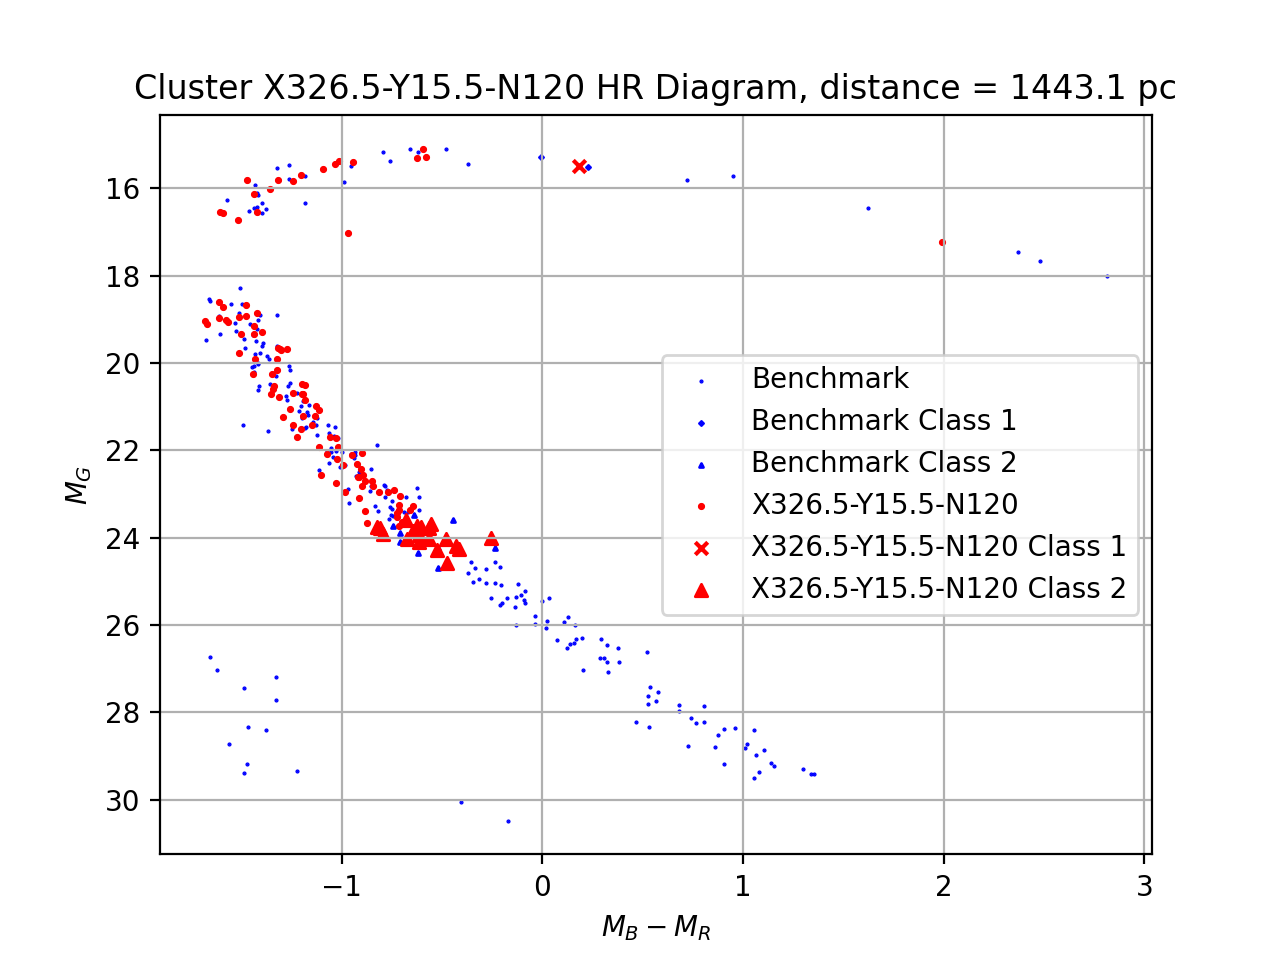 Cluster X326.5-Y15.5-N120 HR Diagram, distance = 1443.1 pc
16
18
20
22
24
26
28
30
M_G
Benchmark
Benchmark Class 1
Benchmark Class 2
X326.5-Y15.5-N120
X326.5-Y15.5-N120 Class 1
X326.5-Y15.5-N120 Class 2
−1 0 1 2 3
M_B − M_R